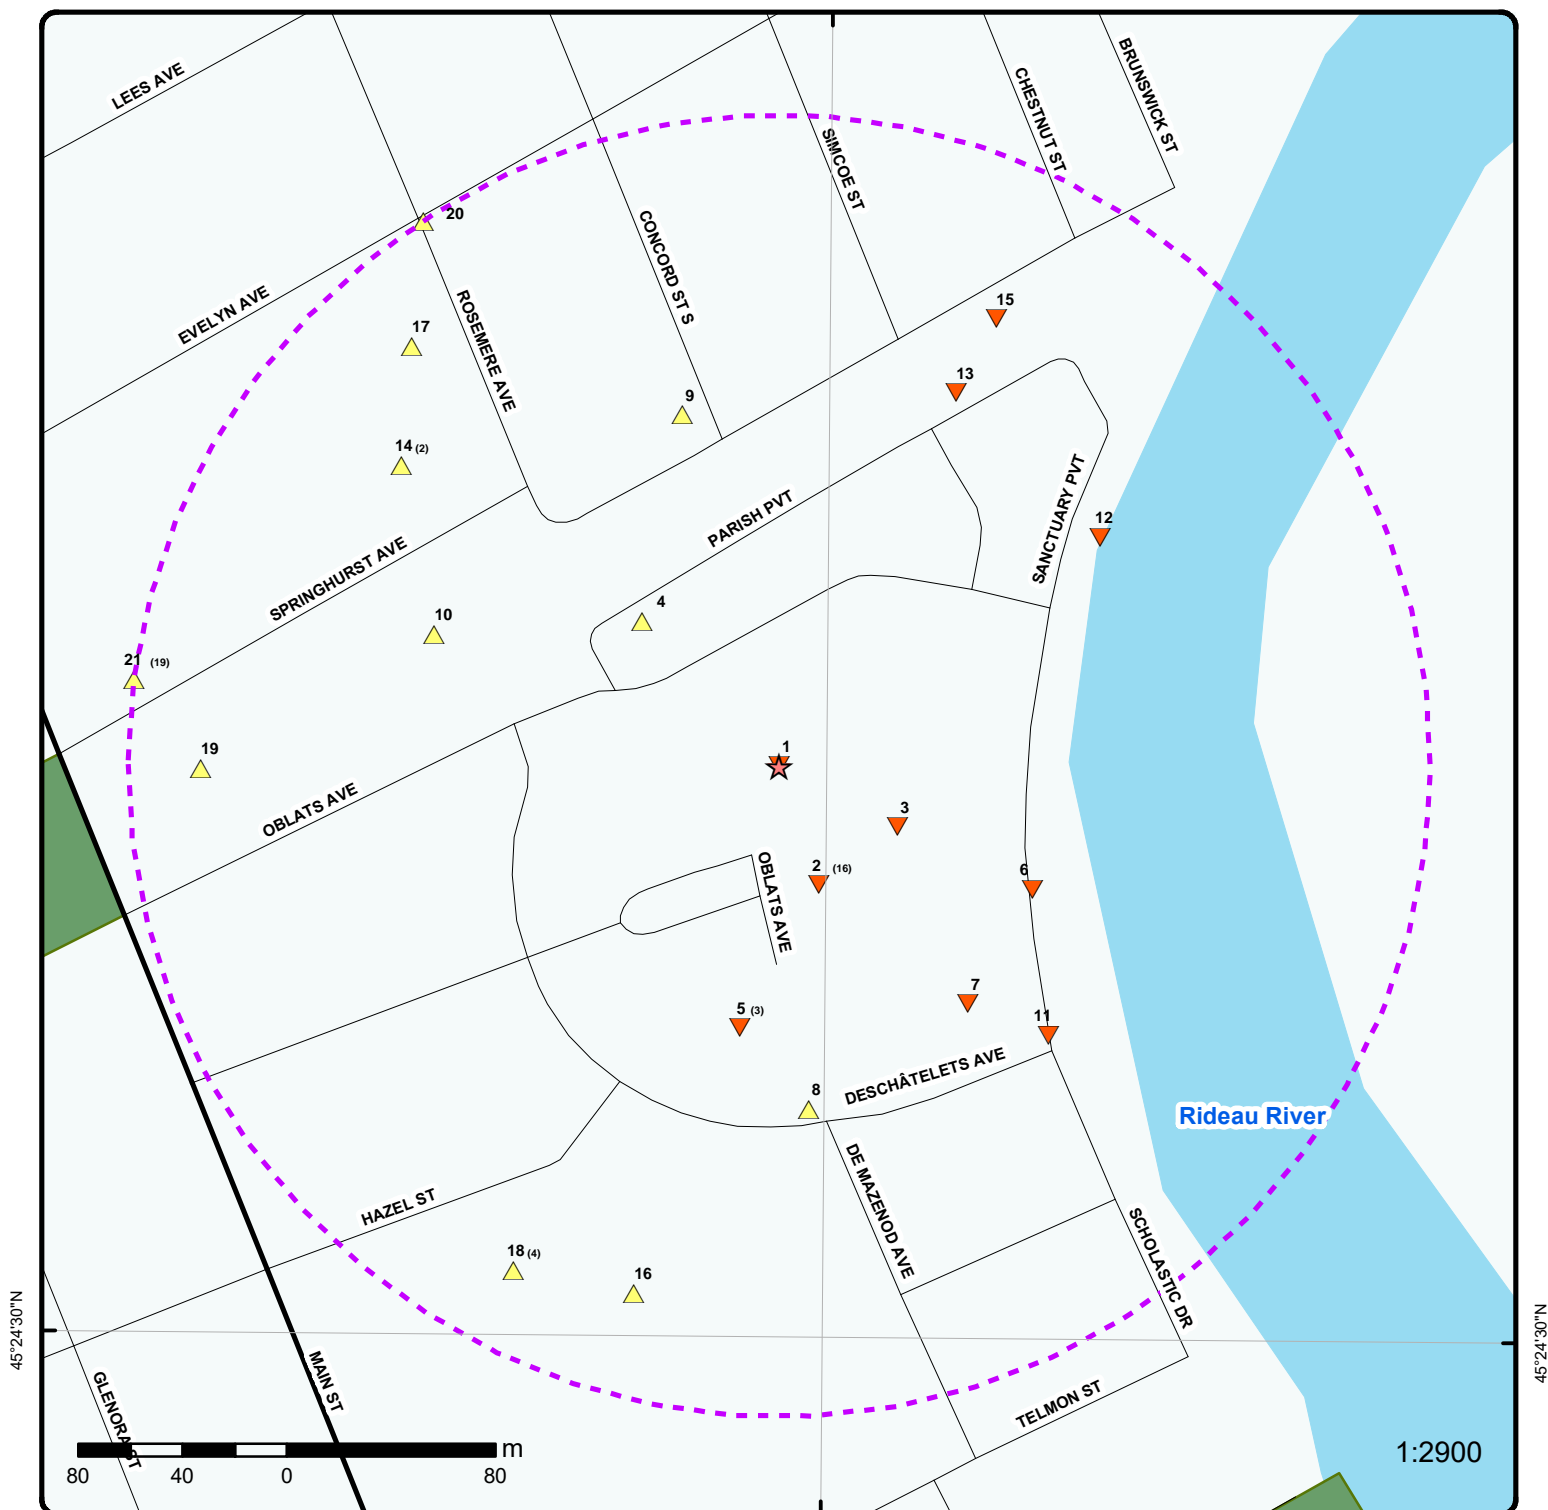 LEES AVE
BRUNSWICK ST
CHESTNUT ST
SIMCOE ST
20
CONCORD ST S
EVELYN AVE
ROSEMERE AVE
15
17
13
9
14 (2)
PARISH PVT
SANCTUARY PVT
12
SPRINGHURST AVE
4
10
21 (19)
1
19
OBLATS AVE
3
OBLATS AVE
2 (16)
6
7
5 (3)
11
DESCHÂTELETS AVE
8
Rideau River
DE MAZENOD AVE
HAZEL ST
SCHOLASTIC DR
18 (4)
16
45°24'30"N
45°24'30"N
MAIN ST
GLENORA ST
TELMON ST
m
1:2900
80 40 0 80